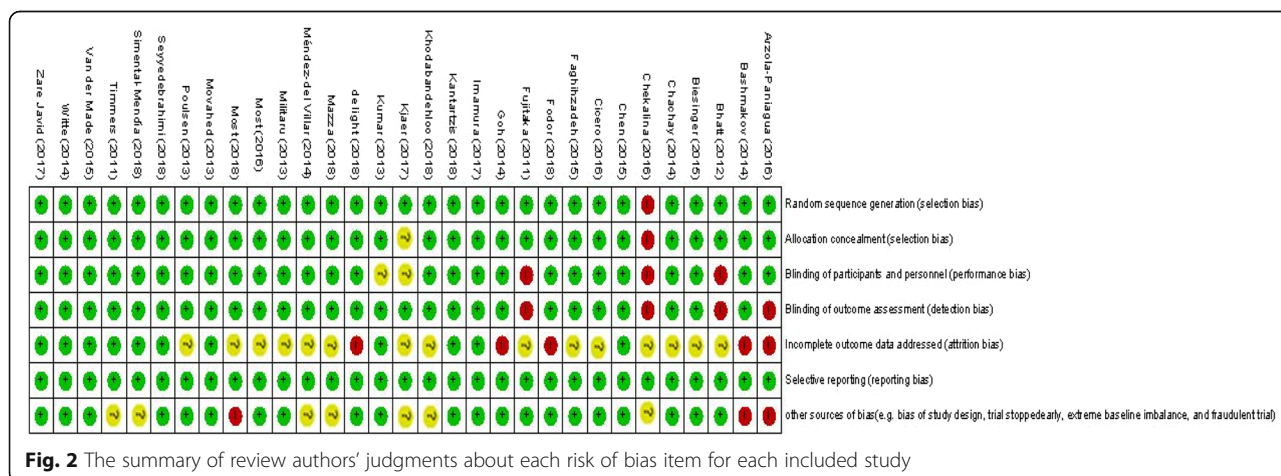 Zare Javid (2017)
Witte (2014)
Van der Made (2015)
Timmers (2011)
Simental-Mendía (2018)
Seyyedebrahimi (2018)
Poulsen (2013)
Movahed (2013)
Most (2018)
Most(2016)
Militaru (2013)
Méndez-del Villar (2014)
Mazza (2018)
delight (2018)
Kumar (2013)
Kjaer (2017)
Khodabandehloo (2018)
Kantartzis (2018)
Imamura (2017)
Goh (2014)
Fujitaka (2011)
Fodor (2018)
Faghihzadeh (2015)
Cicero (2016)
Chen (2015)
Chekalina (2016)
Chachay (2014)
Biesinger (2015)
Bhatt (2012)
Bashmakov (2014)
Arzola-Paniagua (2016)
Random sequence generation (selection bias)
Allocation concealment (selection bias)
Blinding of participants and personnel (performance bias)
Blinding of outcome assessment (detection bias)
Incomplete outcome data addressed (attrition bias)
Selective reporting (reporting bias)
other sources of bias(e.g. bias of study design, trial stoppedearly, extreme baseline imbalance, and fraudulent trial)
Fig. 2 The summary of review authors' judgments about each risk of bias item for each included study